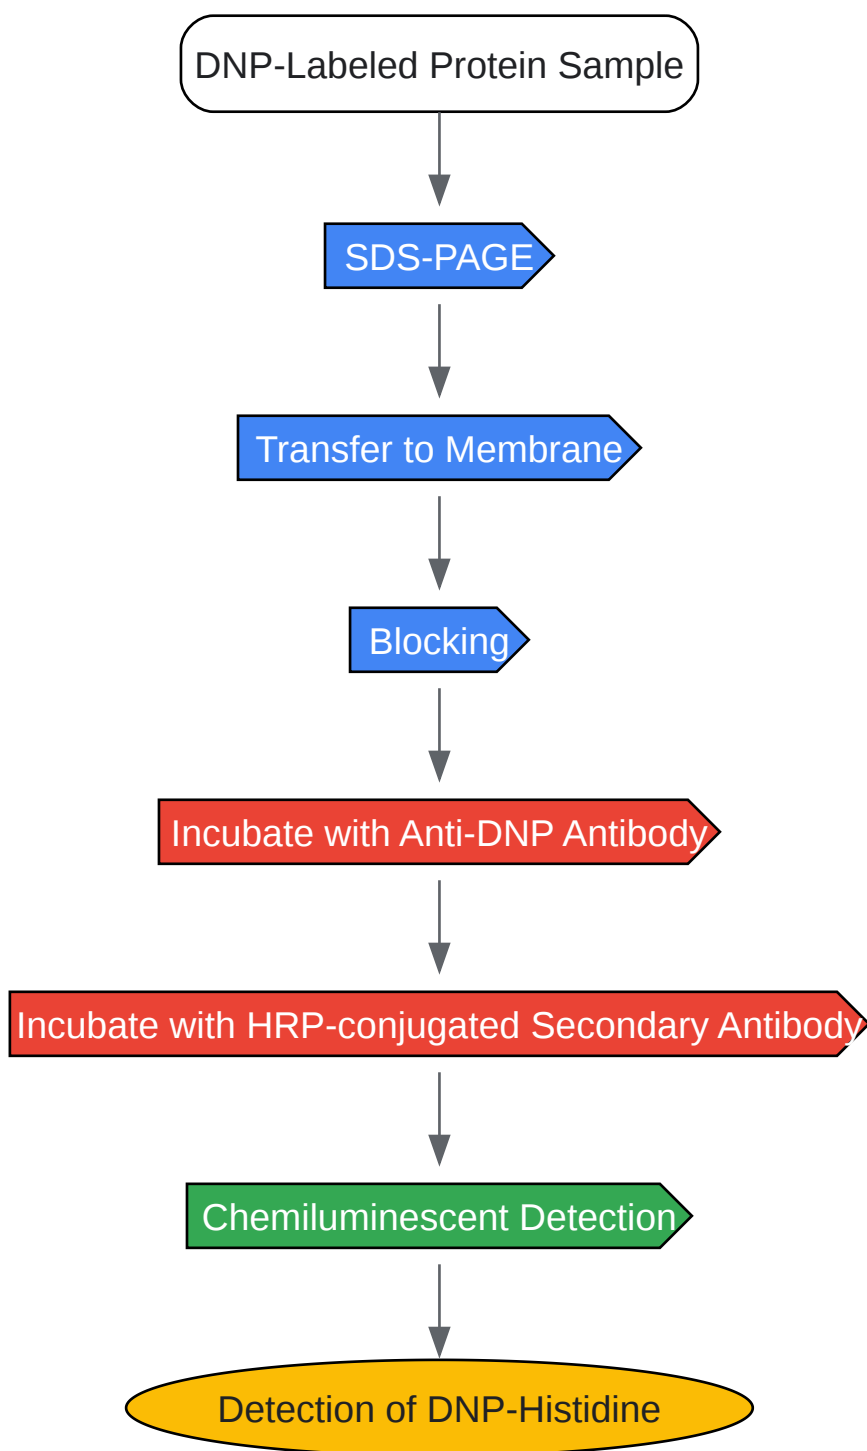 DNP-Labeled Protein Sample
SDS-PAGE
Transfer to Membrane
Blocking
Incubate with Anti-DNP Antibody
Incubate with HRP-conjugated Secondary Antibody
Chemiluminescent Detection
Detection of DNP-Histidine